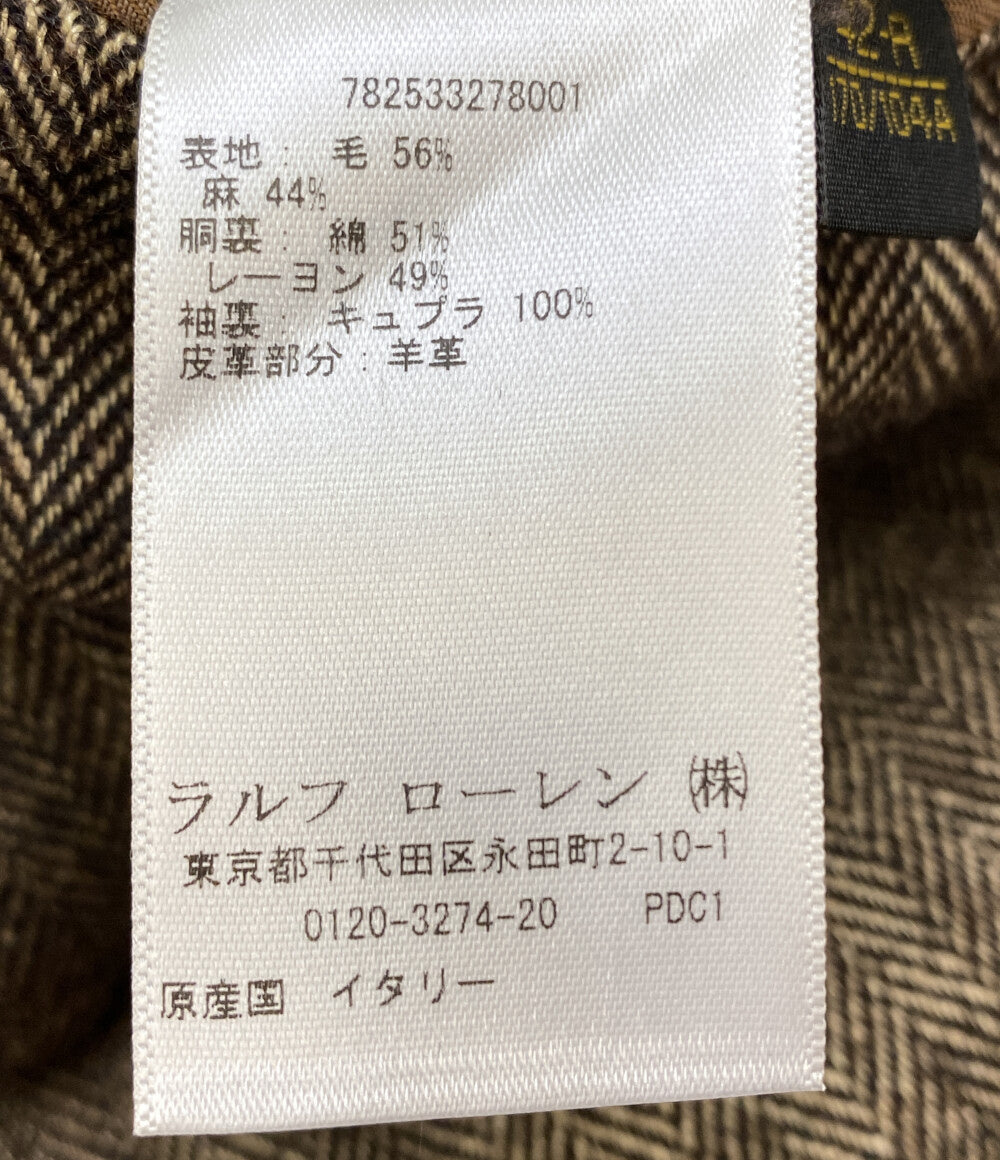 782533278001
表地： 毛 56%
麻 44%
胴裏： 綿 51%
レーヨン 49%
袖裏： キュプラ 100%
皮革部分：羊革
ラルフ ローレン ㈱
東京都千代田区永田町2-10-1
0120-3274-20 PDC1
原産国 イタリー
42-R
170/104A